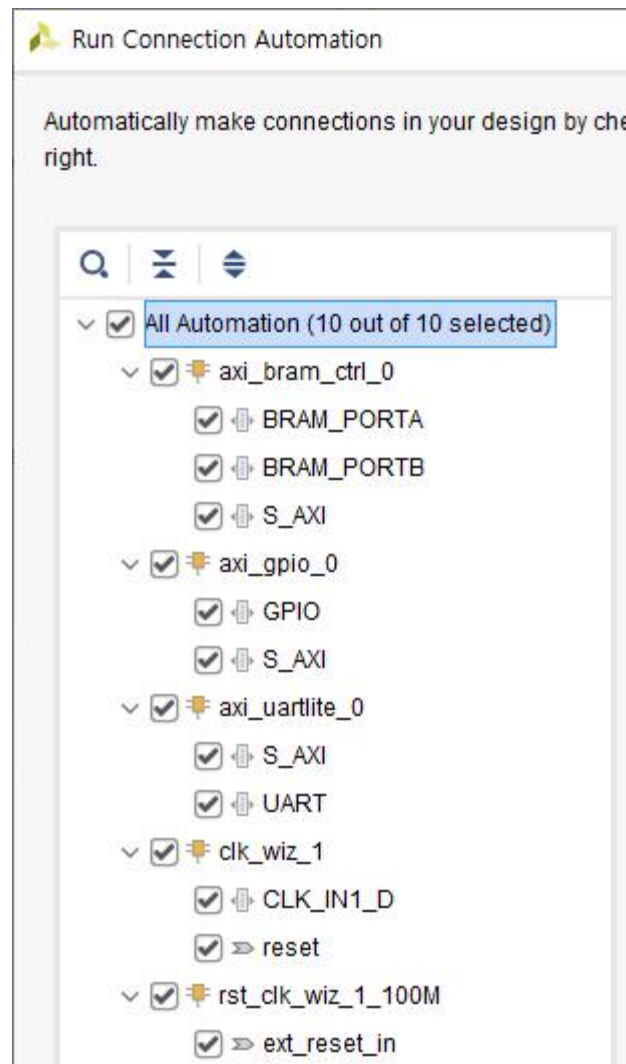 Run Connection Automation
Automatically make connections in your design by che
right.
All Automation (10 out of 10 selected)
axi_bram_ctrl_0
BRAM_PORTA
BRAM_PORTB
S_AXI
axi_gpio_0
GPIO
S_AXI
axi_uartlite_0
S_AXI
UART
clk_wiz_1
CLK_IN1_D
reset
rst_clk_wiz_1_100M
ext_reset_in